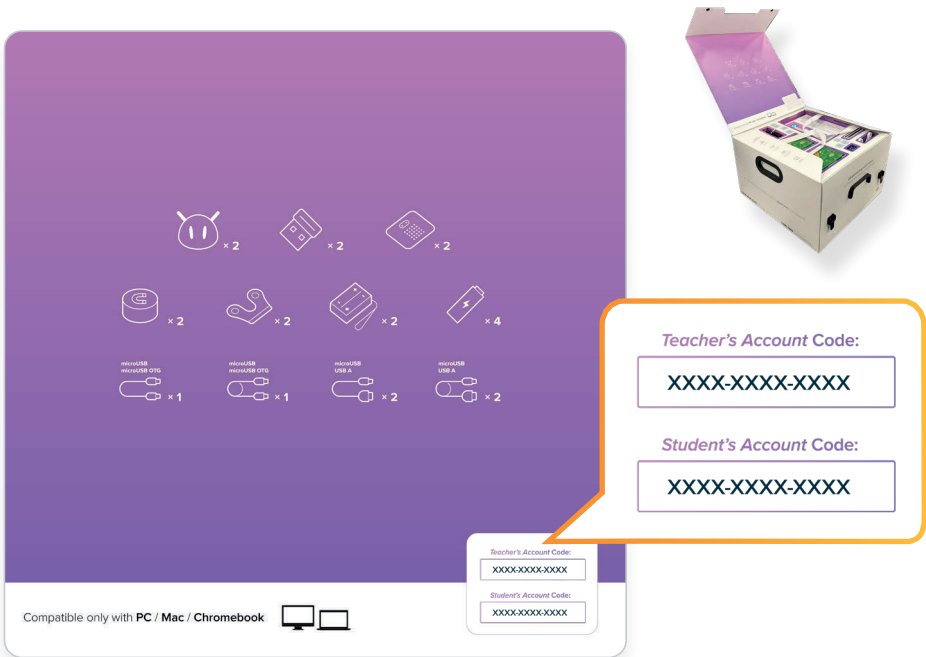 × 2
× 2
× 2
× 2
× 2
× 2
× 4
microUSB
microUSB OTG
× 1
microUSB
microUSB OTG
× 1
microUSB
USB A
× 2
microUSB
USB A
× 2
Teacher's Account Code:
XXXX-XXXX-XXXX
Student's Account Code:
XXXX-XXXX-XXXX
Teacher's Account Code:
XXXX-XXXX-XXXX
Student's Account Code:
XXXX-XXXX-XXXX
Compatible only with PC / Mac / Chromebook